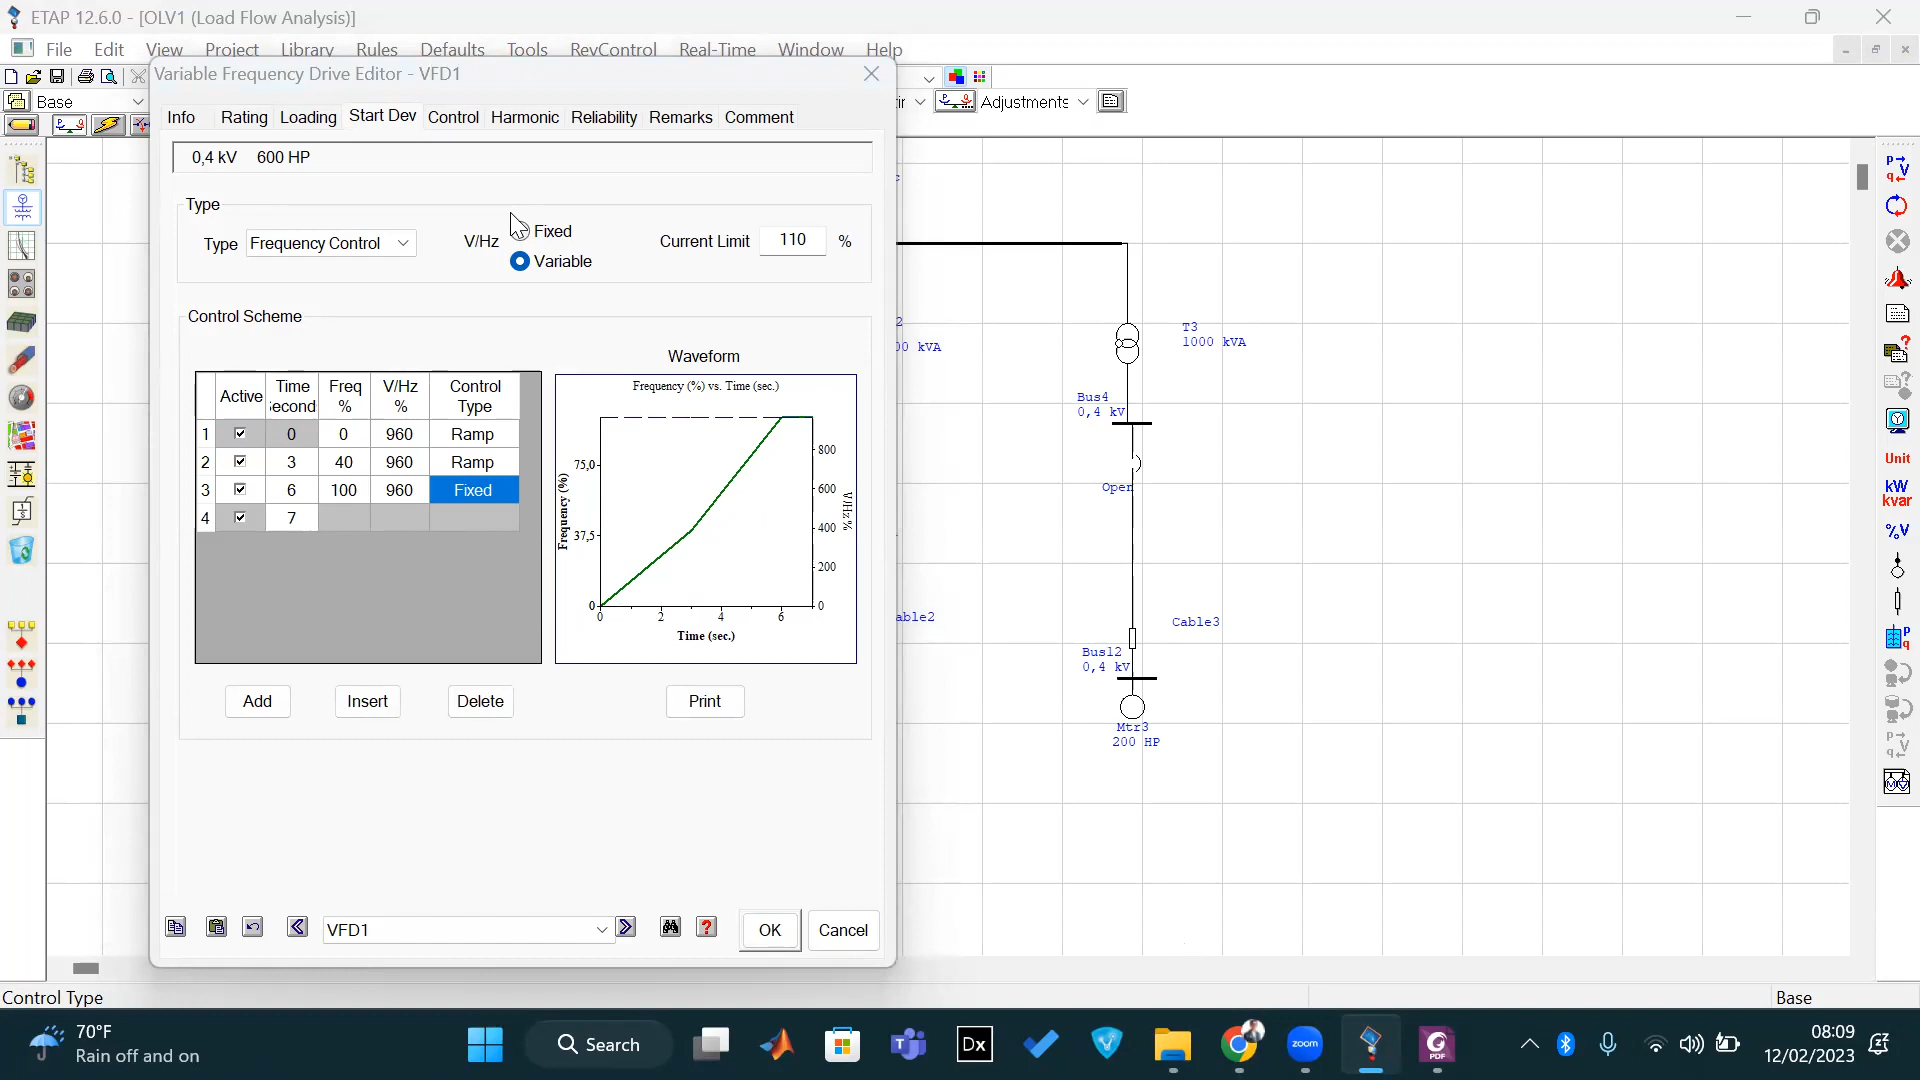 ETAP 12.6.0 - [OLV1 (Load Flow Analysis)]
File Edit View Project Library Rules Defaults Tools RevControl Real-Time Window Help
Variable Frequency Drive Editor - VFD1
Base
Adjustments
Info Rating Loading Start Dev Control Harmonic Reliability Remarks Comment
0,4 kV 600 HP
Type
Type Frequency Control
V/Hz
Fixed
Variable
Current Limit 110 %
Control Scheme
Waveform
Active
Time
Freq
%
V/Hz
%
Control
Type
1 0 0 960 Ramp
2 3 40 960 Ramp
3 6 100 960 Fixed
4 7
Frequency (%) vs. Time (sec.)
Frequency (%)
75,0
37,5
0
0 2 4 6
Time (sec.)
800
600
400
200
0
V/Hz %
Add Insert Delete Print
VFD1
OK Cancel
T3
1000 kVA
kVA
Bus4
0,4 kV
Open
Cable3
Bus12
0,4 kV
Mtr3
200 HP
P
V
q
Unit
kW
kvar
%V
P
q
P
V
q
Control Type
Base
70°F
Rain off and on
Search
Dx
zoom
PDF
08:09
12/02/2023